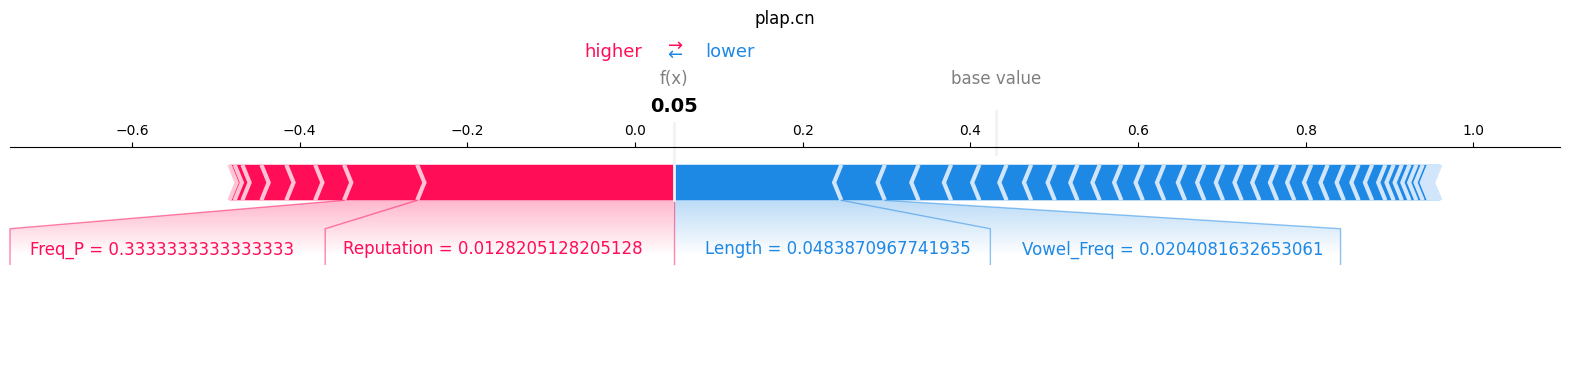 plap.cn
higher ⇄ lower
f(x) base value
0.05
−0.6 −0.4 −0.2 0.0 0.2 0.4 0.6 0.8 1.0
Freq_P = 0.3333333333333333 Reputation = 0.0128205128205128 Length = 0.0483870967741935 Vowel_Freq = 0.0204081632653061